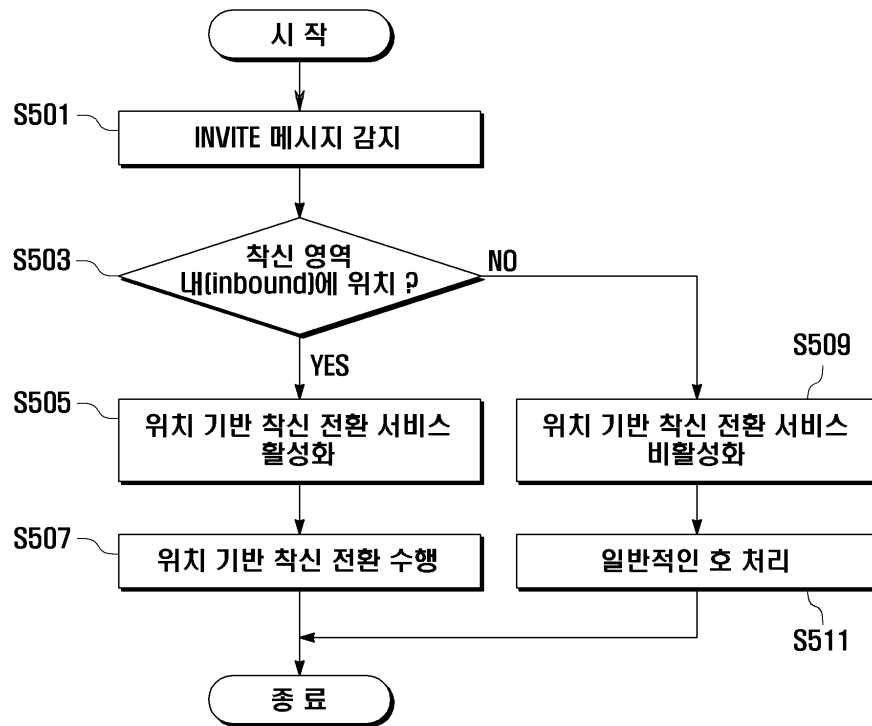 시 작
S501
INVITE 메시지 감지
S503
착신 영역
내(inbound)에 위치 ?
NO
YES
S509
S505
위치 기반 착신 전환 서비스
활성화
위치 기반 착신 전환 서비스
비활성화
S507
위치 기반 착신 전환 수행
일반적인 호 처리
S511
종 료